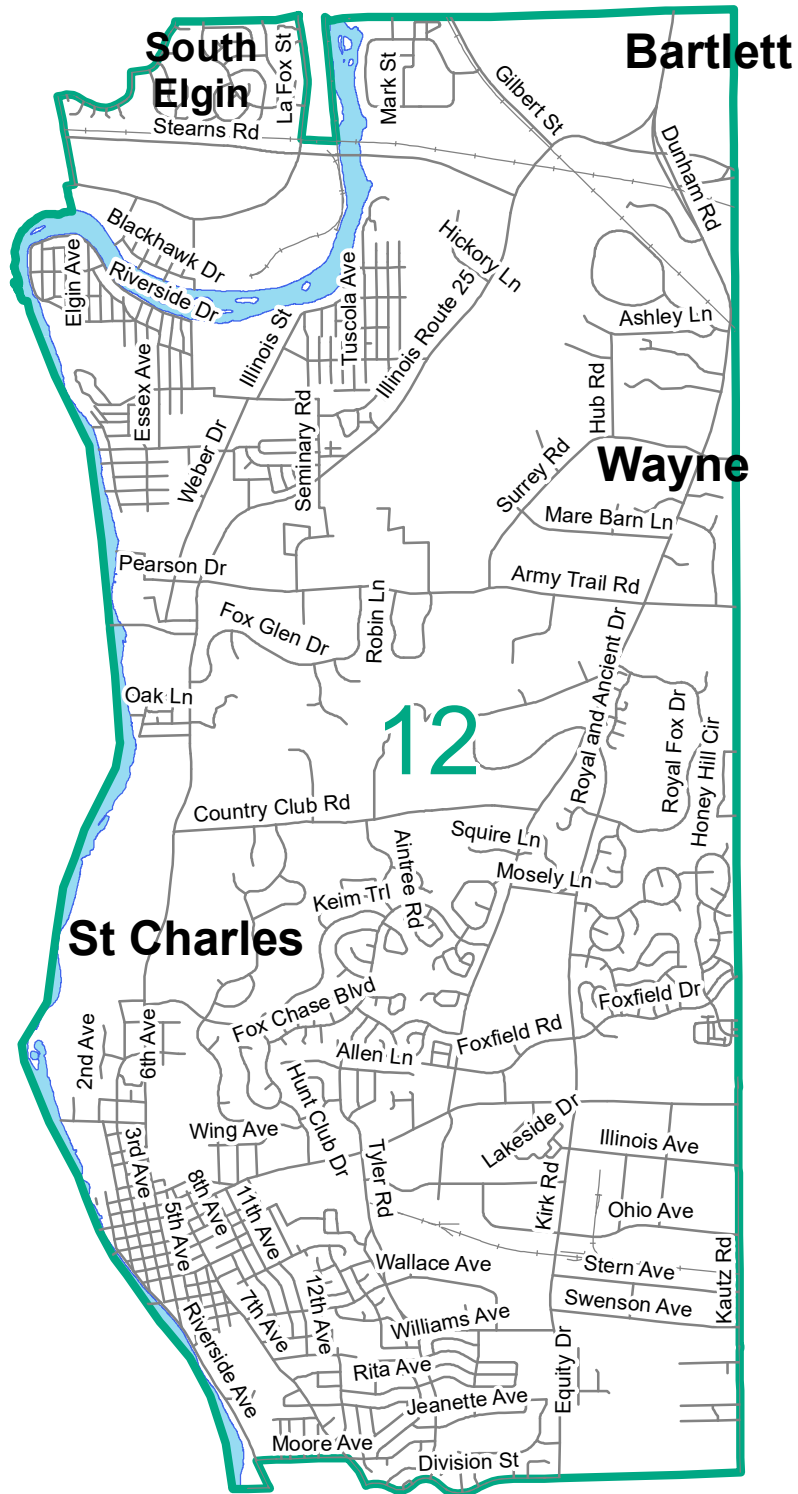 South
Elgin
Bartlett
La Fox St
Mark St
Gilbert St
Stearns Rd
Dunham Rd
Blackhawk Dr
Hickory Ln
Elgin Ave
Riverside Dr
Tuscola Ave
Illinois Route 25
Ashley Ln
Illinois St
Essex Ave
Hub Rd
Seminary Rd
Weber Dr
Surrey Rd
Wayne
Mare Barn Ln
Pearson Dr
Army Trail Rd
Fox Glen Dr
Robin Ln
Royal and Ancient Dr
Oak Ln
Royal Fox Dr
Honey Hill Cir
12
Country Club Rd
Squire Ln
Aintree Rd
Mosely Ln
Keim Trl
St Charles
Fox Chase Blvd
Foxfield Dr
2nd Ave
6th Ave
Foxfield Rd
Allen Ln
Hunt Club Dr
Lakeside Dr
Wing Ave
Illinois Ave
3rd Ave
Tyler Rd
Kirk Rd
8th Ave
11th Ave
5th Ave
Ohio Ave
Wallace Ave
Stern Ave
Kautz Rd
7th Ave
12th Ave
Swenson Ave
Riverside Ave
Williams Ave
Rita Ave
Equity Dr
Jeanette Ave
Moore Ave
Division St